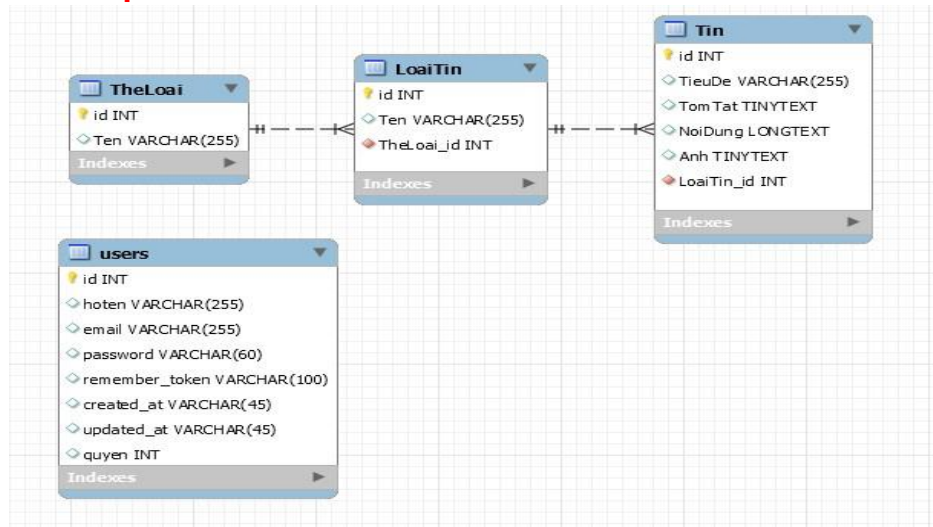 TheLoai
id INT
Ten VARCHAR(255)
Indexes
LoaiTin
id INT
Ten VARCHAR(255)
TheLoai_id INT
Indexes
Tin
id INT
TieuDe VARCHAR(255)
TomTat TINYTEXT
NoiDung LONGTEXT
Anh TINYTEXT
LoaiTin_id INT
Indexes
users
id INT
hoten VARCHAR(255)
email VARCHAR(255)
password VARCHAR(60)
remember_token VARCHAR(100)
created_at VARCHAR(45)
updated_at VARCHAR(45)
quyen INT
Indexes